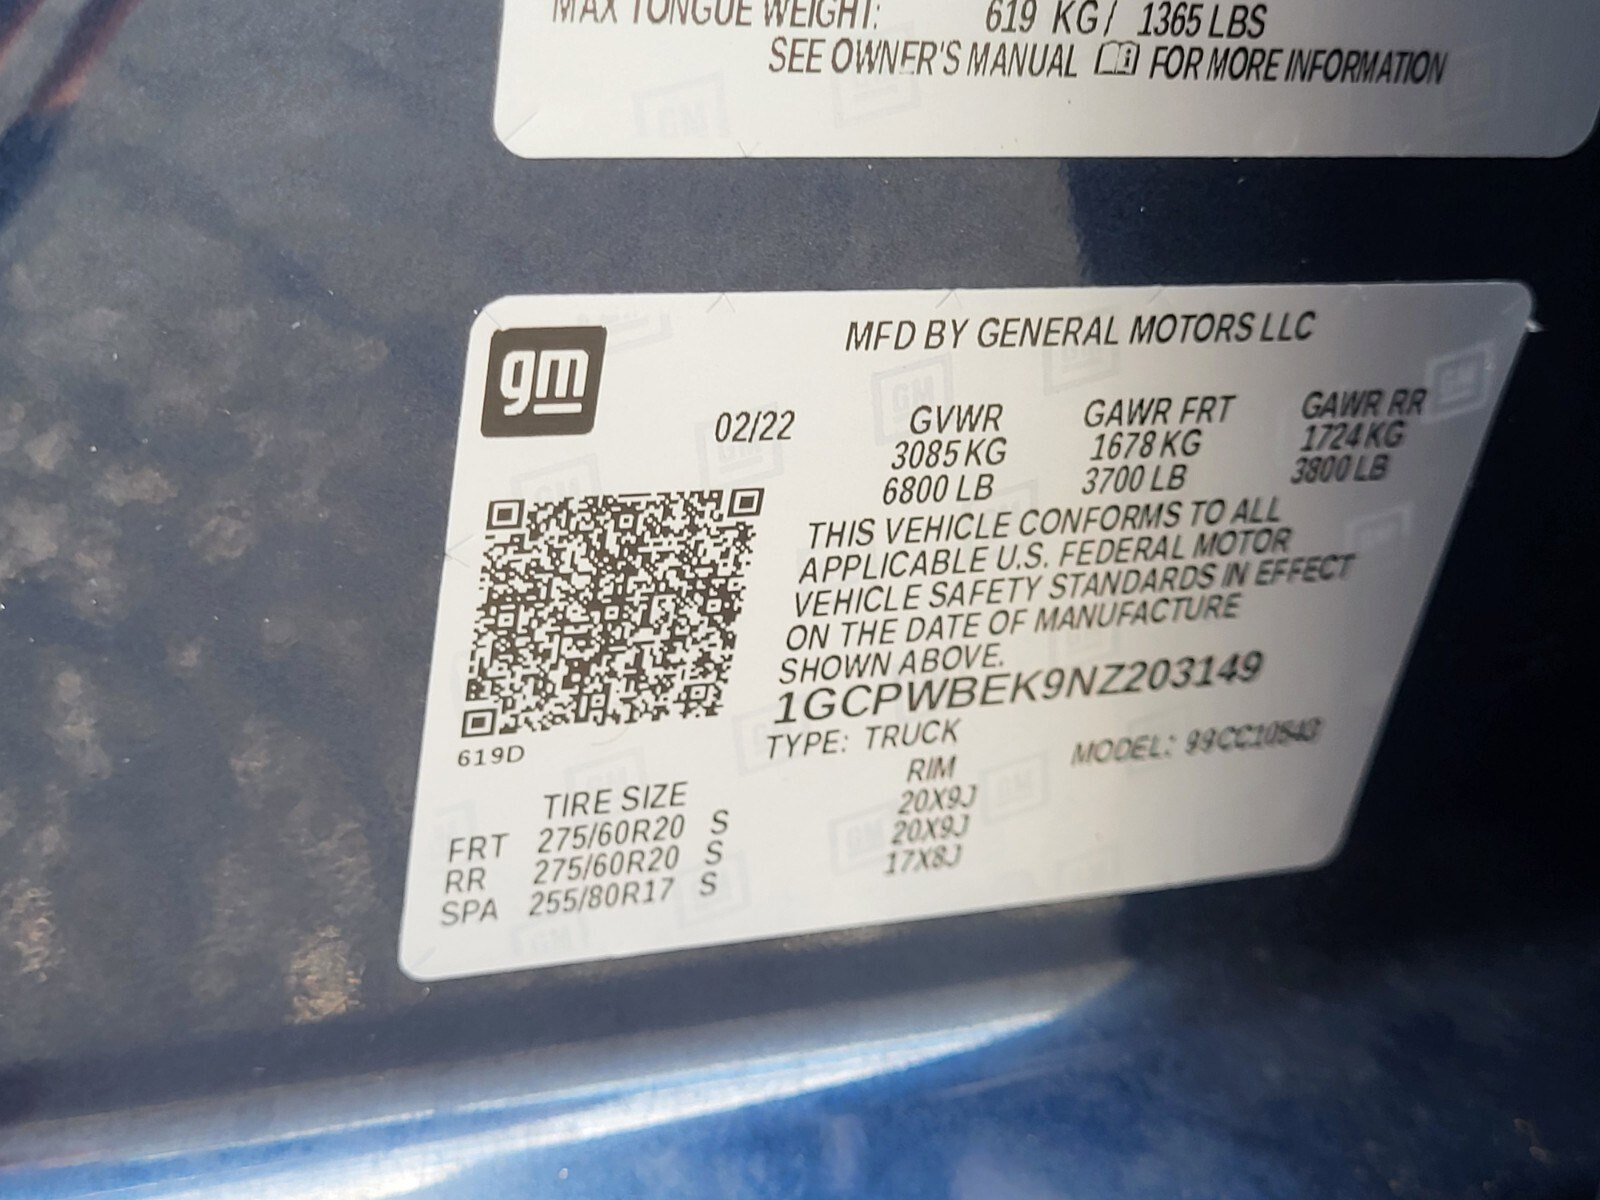 MAX TONGUE WEIGHT: 619 KG / 1365 LBS
SEE OWNER'S MANUAL FOR MORE INFORMATION
gm
MFD BY GENERAL MOTORS LLC
02/22 GVWR GAWR FRT GAWR RR
3085 KG 1678 KG 1724 KG
6800 LB 3700 LB 3800 LB
THIS VEHICLE CONFORMS TO ALL
APPLICABLE U.S. FEDERAL MOTOR
VEHICLE SAFETY STANDARDS IN EFFECT
ON THE DATE OF MANUFACTURE
SHOWN ABOVE.
1GCPWBEK9NZ203149
619D
TYPE: TRUCK MODEL: 99CC10543
TIRE SIZE RIM
FRT 275/60R20 S 20X9J
RR 275/60R20 S 20X9J
SPA 255/80R17 S 17X8J